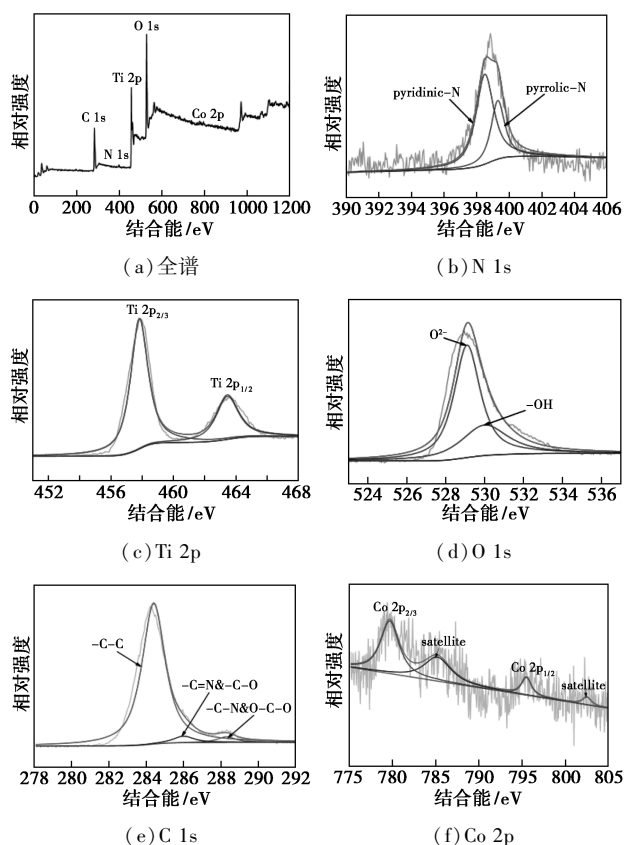 相对强度
O 1s
Ti 2p
C 1s
N 1s
Co 2p
0 200 400 600 800 1000 1200
结合能/eV
(a)全谱
相对强度
pyridinic-N
pyrrolic-N
390 392 394 396 398 400 402 404 406
结合能/eV
(b)N 1s
相对强度
Ti 2p2/3
Ti 2p1/2
452 456 460 464 468
结合能/eV
(c)Ti 2p
相对强度
O2-
-OH
524 526 528 530 532 534 536
结合能/eV
(d)O 1s
相对强度
-C-C
-C=N&-C-O
-C-N&O-C-O
278 280 282 284 286 288 290 292
结合能/eV
(e)C 1s
相对强度
Co 2p2/3
satellite
Co 2p1/2
satellite
775 780 785 790 795 800 805
结合能/eV
(f)Co 2p